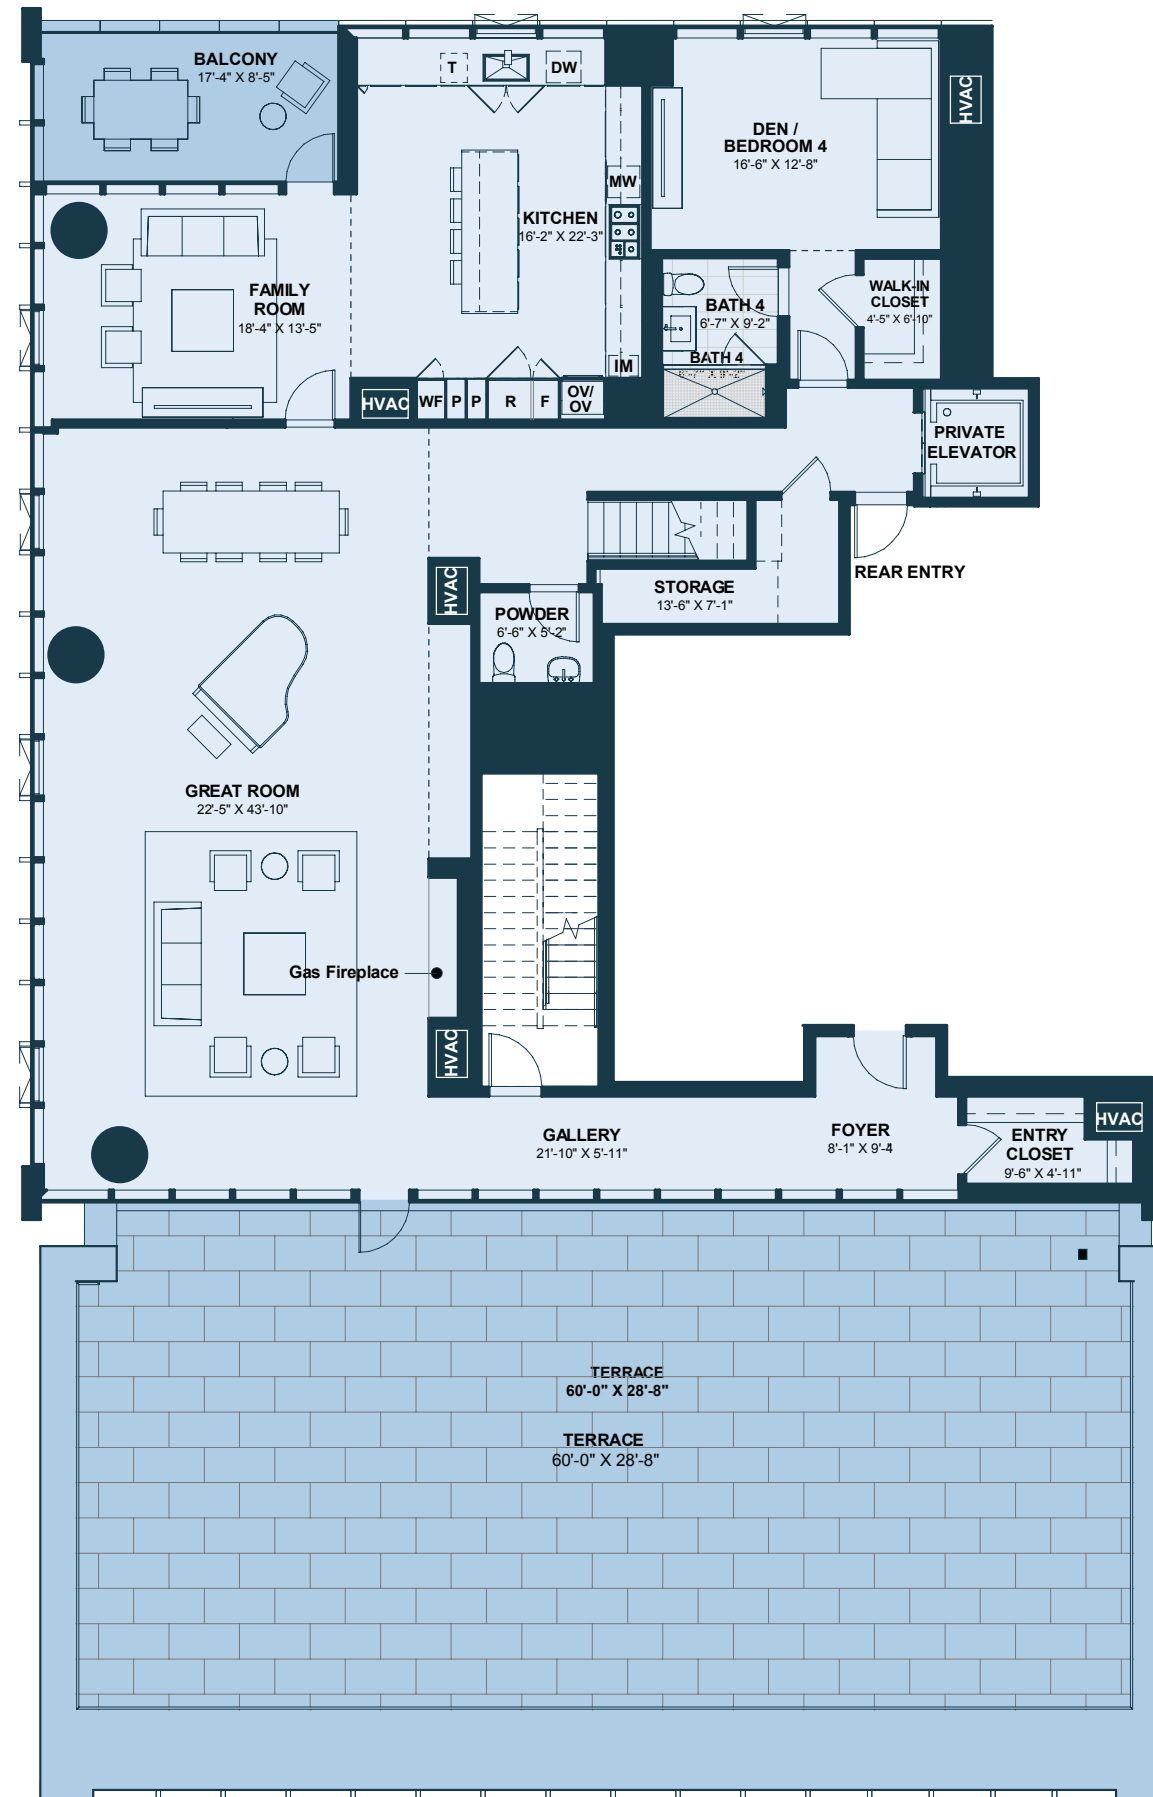 BALCONY
17'-4" X 8'-5"
T
DW
HVAC
DEN /
BEDROOM 4
16'-6" X 12'-8"
MW
KITCHEN
16'-2" X 22'-3"
FAMILY
ROOM
18'-4" X 13'-5"
WALK-IN
CLOSET
4'-5" X 6'-10"
BATH 4
6'-7" X 9'-2"
BATH 4
6'-7" X 9'-2"
IM
HVAC
WF
P
P
R
F
OV/
OV
PRIVATE
ELEVATOR
REAR ENTRY
STORAGE
13'-6" X 7'-1"
HVAC
POWDER
6'-6" X 5'-2"
GREAT ROOM
22'-5" X 43'-10"
Gas Fireplace
HVAC
GALLERY
21'-10" X 5'-11"
FOYER
8'-1" X 9'-4
ENTRY
CLOSET
9'-6" X 4'-11"
HVAC
TERRACE
60'-0" X 28'-8"
TERRACE
60'-0" X 28'-8"